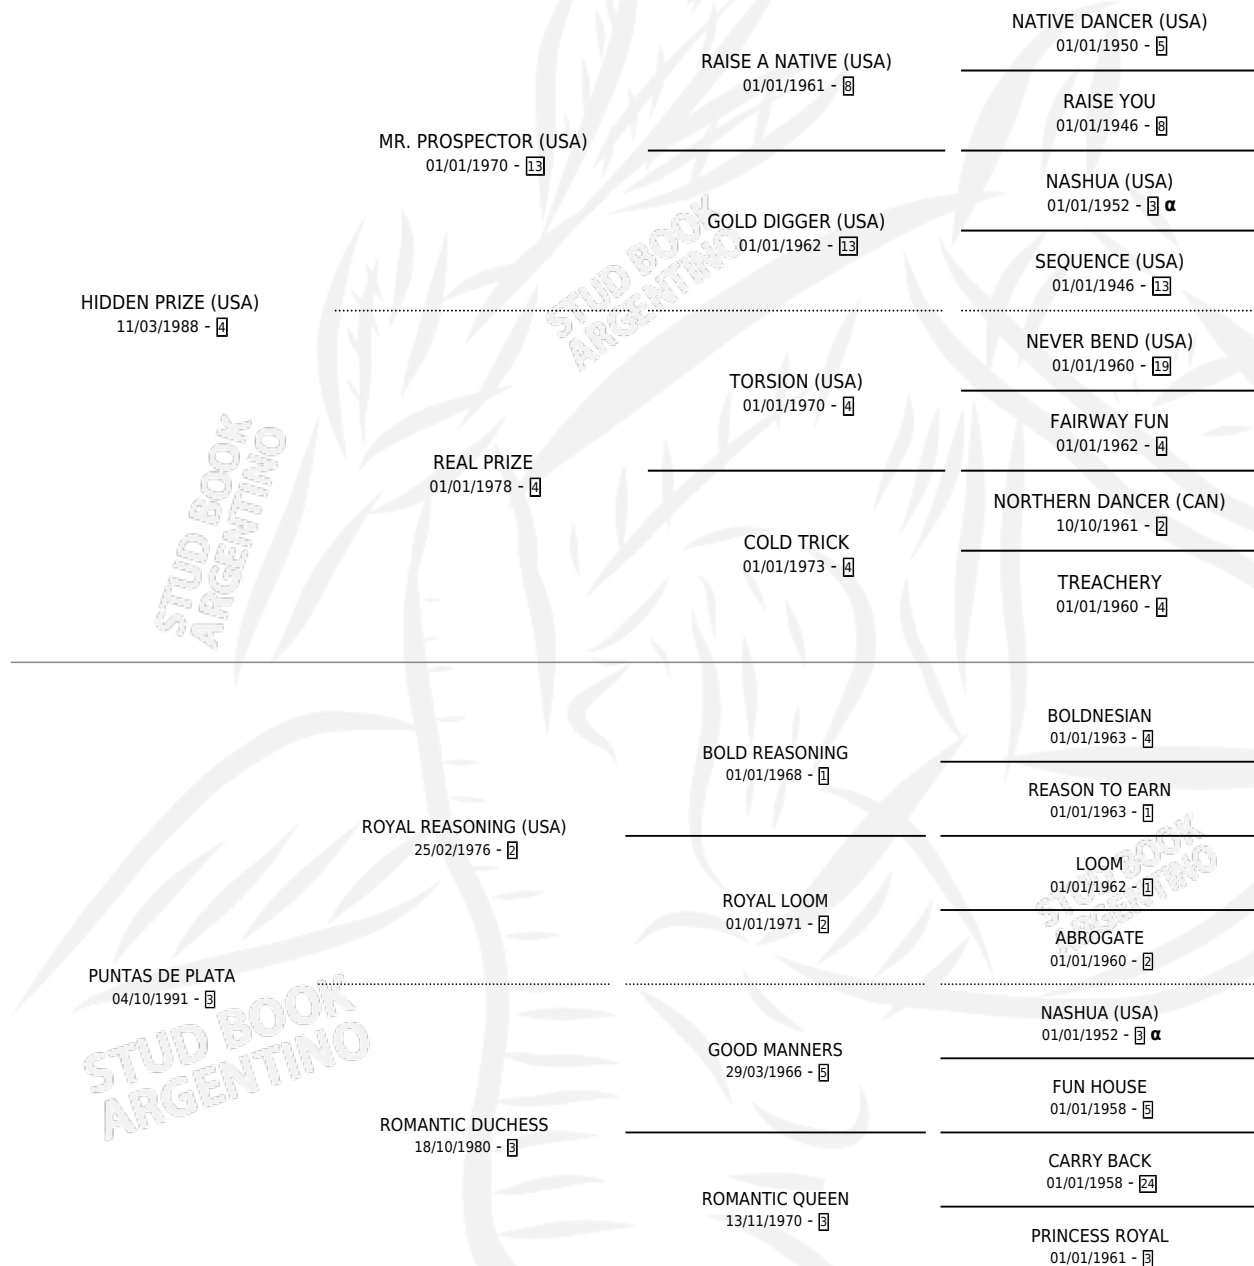 NATIVE DANCER (USA)
01/01/1950 - 5
RAISE A NATIVE (USA)
01/01/1961 - 8
RAISE YOU
01/01/1946 - 8
MR. PROSPECTOR (USA)
01/01/1970 - 13
NASHUA (USA)
01/01/1952 - 3 α
GOLD DIGGER (USA)
01/01/1962 - 13
SEQUENCE (USA)
01/01/1946 - 13
HIDDEN PRIZE (USA)
11/03/1988 - 4
NEVER BEND (USA)
01/01/1960 - 19
TORSION (USA)
01/01/1970 - 4
FAIRWAY FUN
01/01/1962 - 4
REAL PRIZE
01/01/1978 - 4
NORTHERN DANCER (CAN)
10/10/1961 - 2
COLD TRICK
01/01/1973 - 4
TREACHERY
01/01/1960 - 4
BOLDNESIAN
01/01/1963 - 4
BOLD REASONING
01/01/1968 - 1
REASON TO EARN
01/01/1963 - 1
ROYAL REASONING (USA)
25/02/1976 - 2
LOOM
01/01/1962 - 1
ROYAL LOOM
01/01/1971 - 2
ABROGATE
01/01/1960 - 2
PUNTAS DE PLATA
04/10/1991 - 3
NASHUA (USA)
01/01/1952 - 3 α
GOOD MANNERS
29/03/1966 - 5
FUN HOUSE
01/01/1958 - 5
ROMANTIC DUCHESS
18/10/1980 - 3
CARRY BACK
01/01/1958 - 24
ROMANTIC QUEEN
13/11/1970 - 3
PRINCESS ROYAL
01/01/1961 - 3
STUD BOOK
ARGENTINO
STUD BOOK
ARGENTINO
STUD BOOK
ARGENTINO
STUD BOOK
ARGENTINO